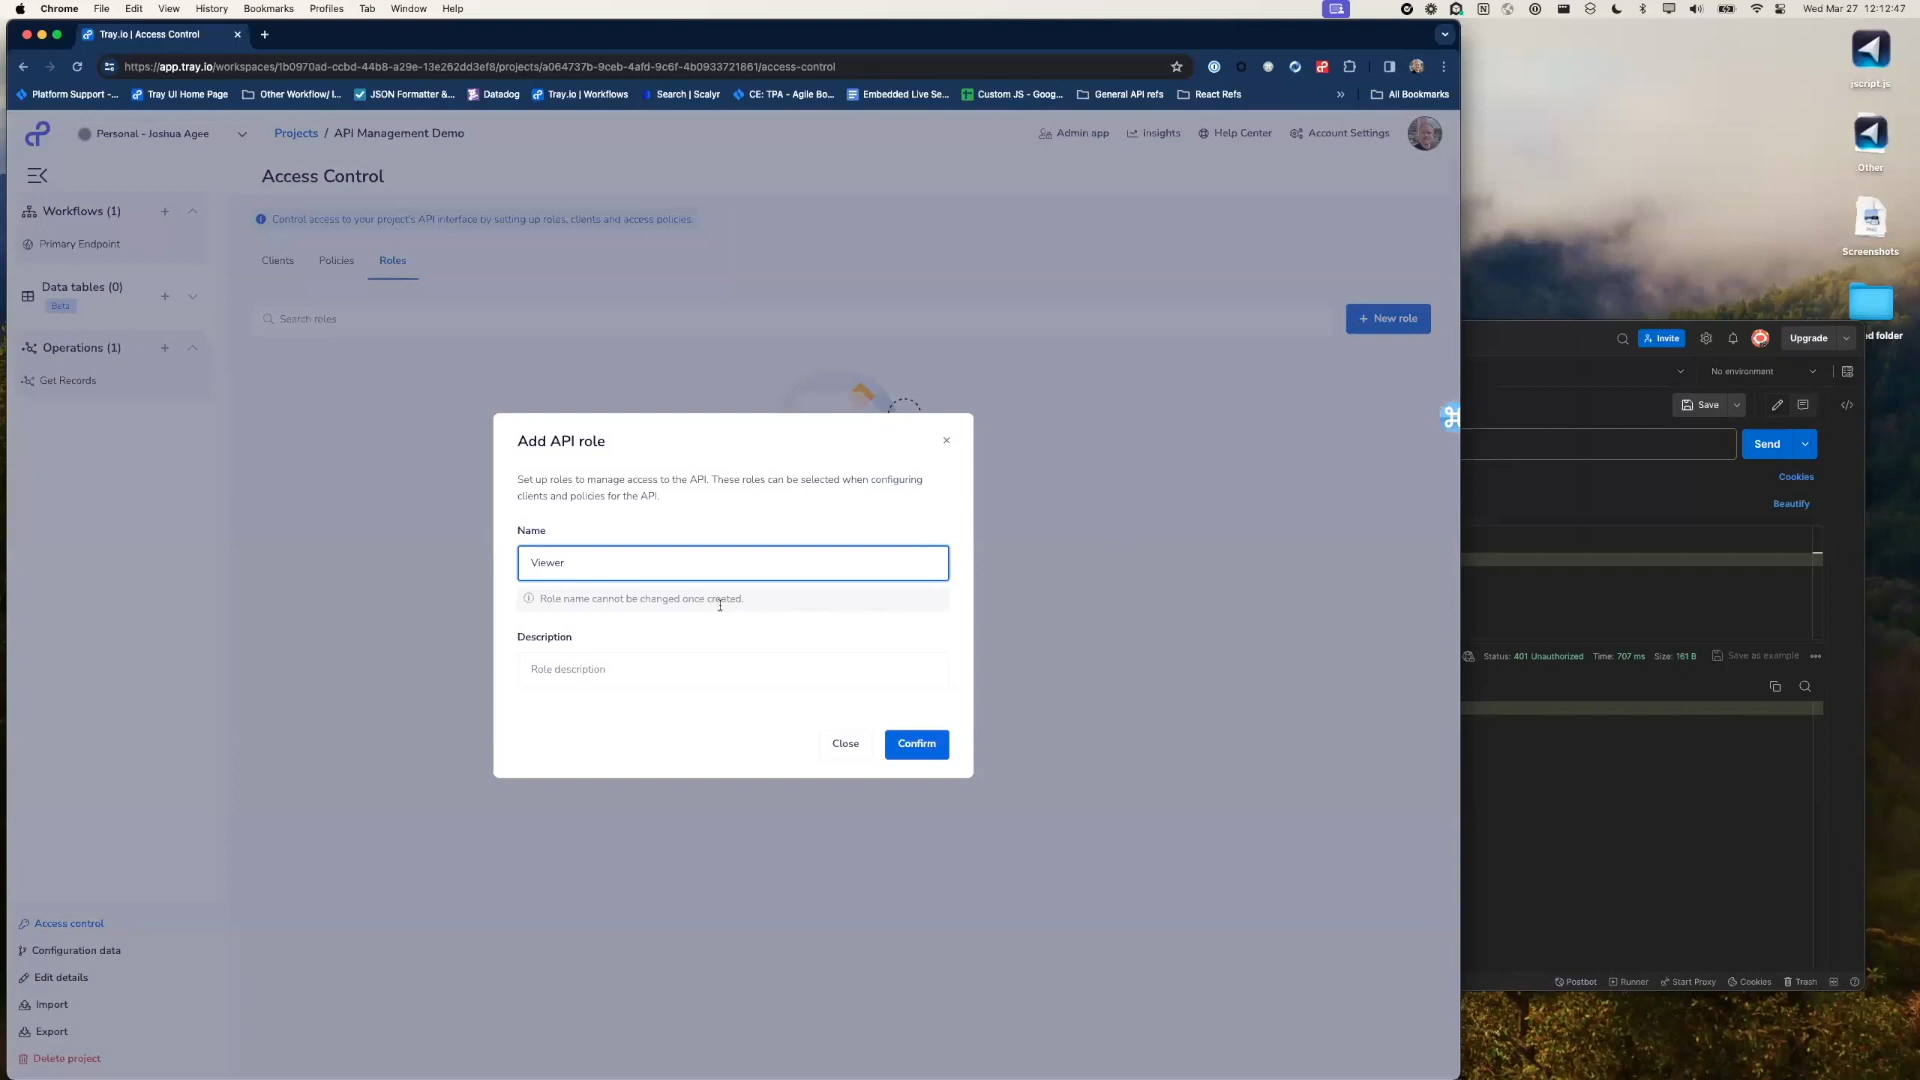 Chrome File Edit View History Bookmarks Profiles Tab Window Help
Wed Mar 27 12:12:47
Tray.io | Access Control
https://app.tray.io/workspaces/1b0970ad-ccbd-44b8-a29e-13e262dd3ef8/projects/a064737b-9ceb-4afd-9c6f-4b0933721861/access-control
Platform Support -... Tray UI Home Page Other Workflow/ I... JSON Formatter &... Datadog Tray.io | Workflows Search | Scalyr CE: TPA - Agile Bo... Embedded Live Se... Custom JS - Goog... General API refs React Refs » All Bookmarks
Personal - Joshua Agee
Projects / API Management Demo
Admin app Insights Help Center Account Settings
Access Control
Workflows (1)
Primary Endpoint
Data tables (0)
Beta
Operations (1)
Get Records
Control access to your project's API interface by setting up roles, clients and access policies.
Clients Policies Roles
Search roles
+ New role
Add API role
Set up roles to manage access to the API. These roles can be selected when configuring
clients and policies for the API.
Name
Viewer
Role name cannot be changed once created.
Description
Role description
Close Confirm
Access control
Configuration data
Edit details
Import
Export
Delete project
jscript.js
Other
Screenshots
d folder
Invite Upgrade
No environment
Save
Send
Cookies
Beautify
Status: 401 Unauthorized Time: 707 ms Size: 161 B Save as example
Postbot Runner Start Proxy Cookies Trash